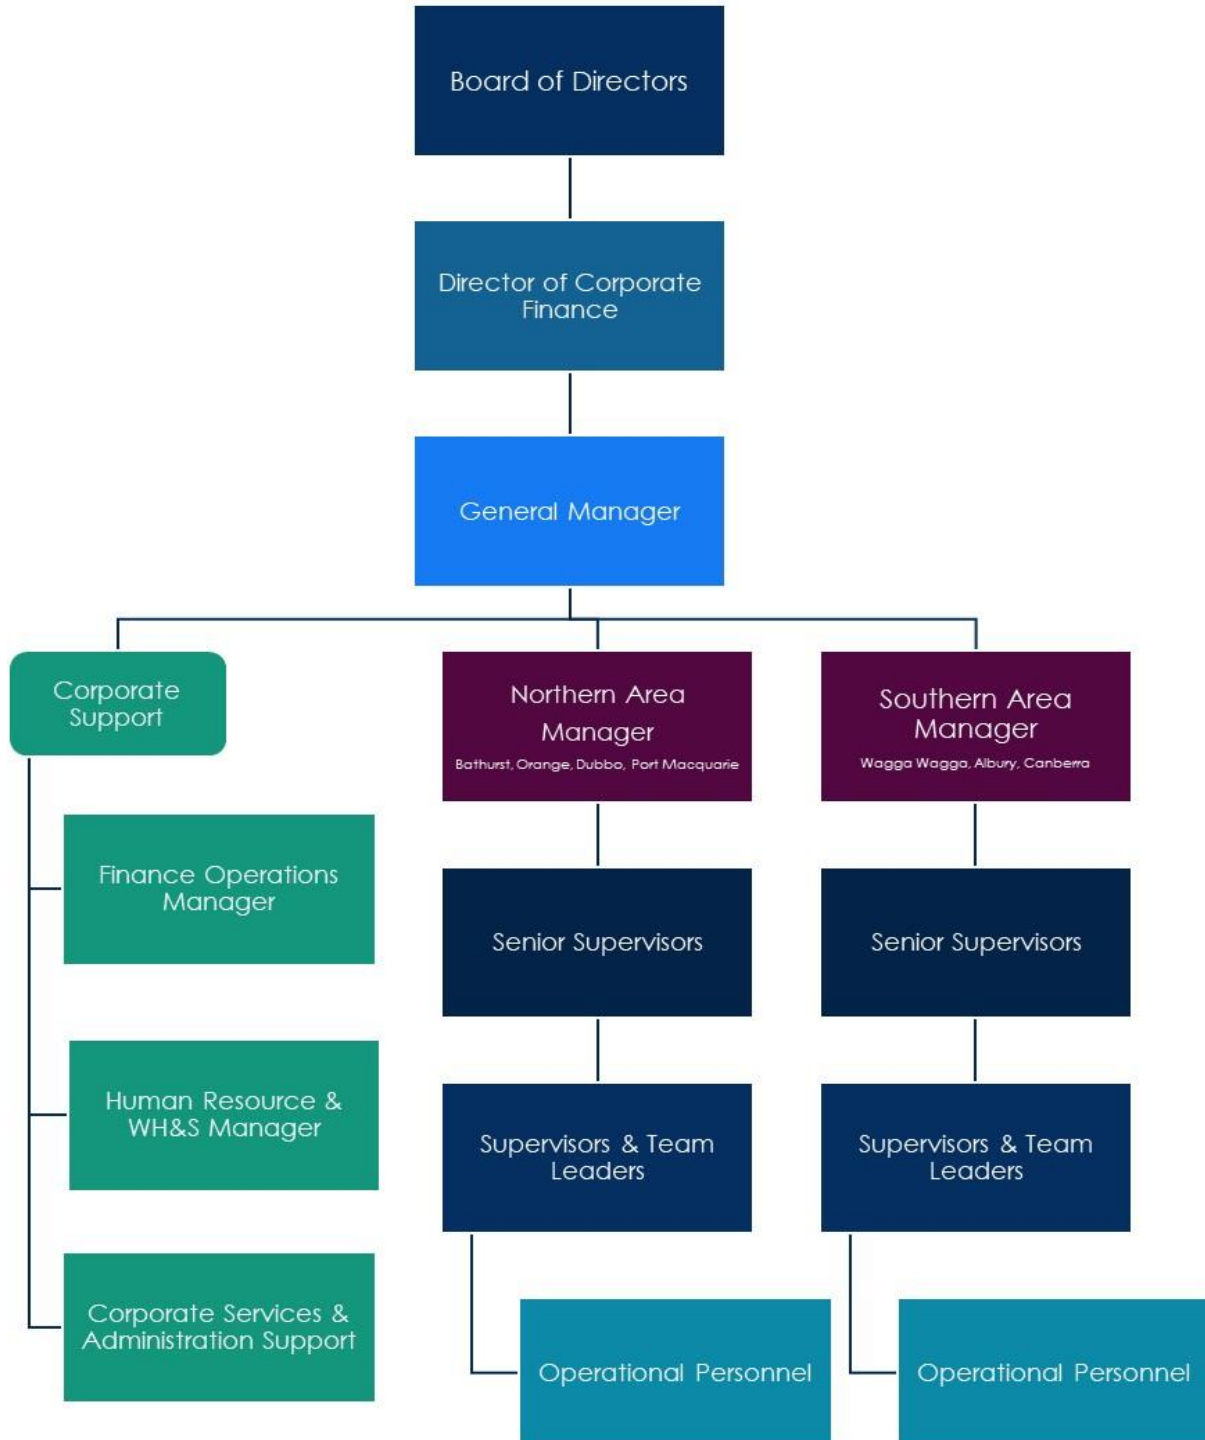 Board of Directors
Director of Corporate
Finance
General Manager
Corporate
Support
Finance Operations
Manager
Human Resource &
WH&S Manager
Corporate Services &
Administration Support
Northern Area
Manager
Bathurst, Orange, Dubbo, Port Macquarie
Senior Supervisors
Supervisors & Team
Leaders
Operational Personnel
Southern Area
Manager
Wagga Wagga, Albury, Canberra
Senior Supervisors
Supervisors & Team
Leaders
Operational Personnel